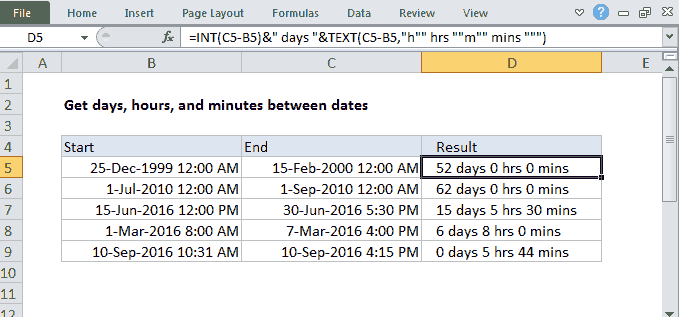 File Home Insert Page Layout Formulas Data Review View
D5 fx =INT(C5-B5)&" days "&TEXT(C5-B5,"h"" hrs ""m"" mins """)
A B C D E
1
2 Get days, hours, and minutes between dates
3
4 Start End Result
5 25-Dec-1999 12:00 AM 15-Feb-2000 12:00 AM 52 days 0 hrs 0 mins
6 1-Jul-2010 12:00 AM 1-Sep-2010 12:00 AM 62 days 0 hrs 0 mins
7 15-Jun-2016 12:00 PM 30-Jun-2016 5:30 PM 15 days 5 hrs 30 mins
8 1-Mar-2016 8:00 AM 7-Mar-2016 4:00 PM 6 days 8 hrs 0 mins
9 10-Sep-2016 10:31 AM 10-Sep-2016 4:15 PM 0 days 5 hrs 44 mins
10
11
12